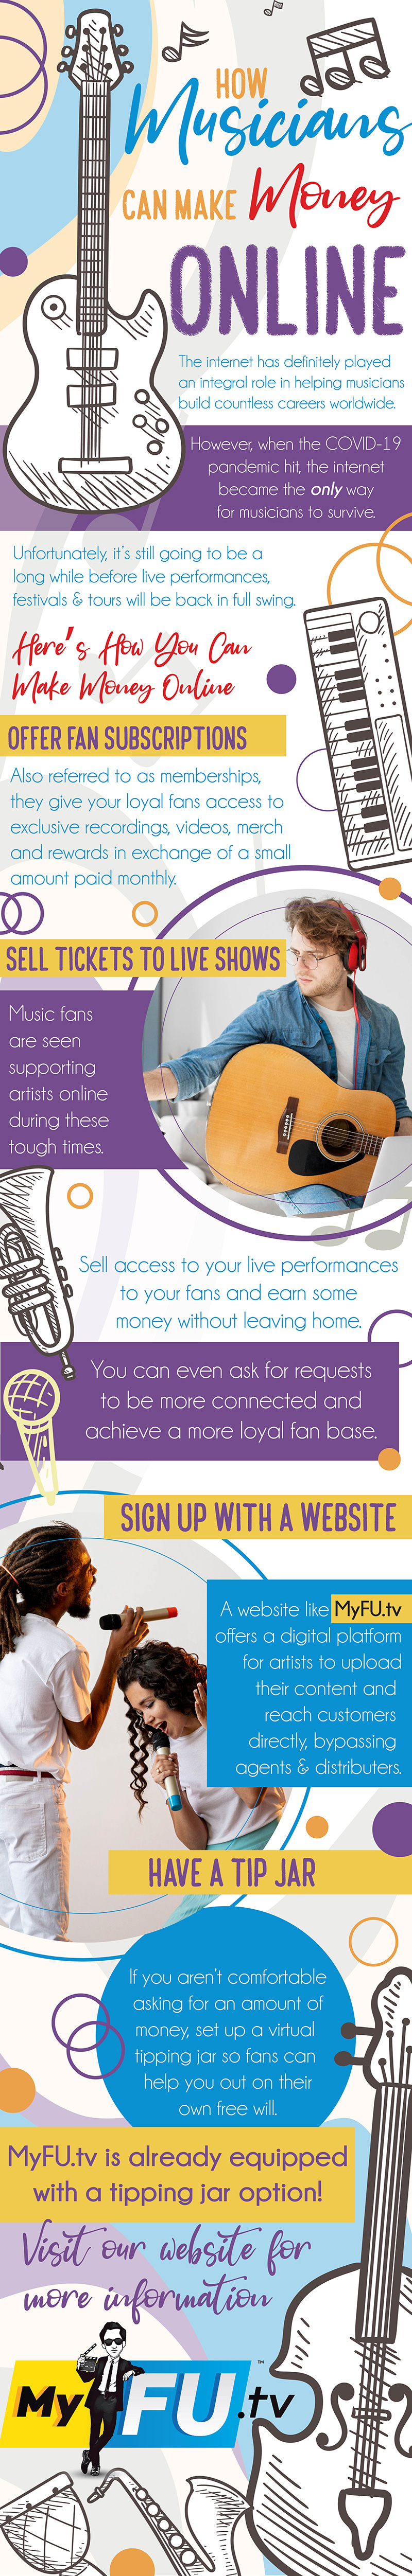 HOW
Musicians
CAN MAKE Money
ONLINE
The internet has definitely played
an integral role in helping musicians
build countless careers worldwide.
However, when the COVID-19
pandemic hit, the internet
became the only way
for musicians to survive.
Unfortunately, it's still going to be a
long while before live performances,
festivals & tours will be back in full swing.
Here's How You Can
Make Money Online
OFFER FAN SUBSCRIPTIONS
Also referred to as memberships,
they give your loyal fans access to
exclusive recordings, videos, merch
and rewards in exchange of a small
amount paid monthly.
SELL TICKETS TO LIVE SHOWS
Music fans
are seen
supporting
artists online
during these
tough times.
Sell access to your live performances
to your fans and earn some
money without leaving home.
You can even ask for requests
to be more connected and
achieve a more loyal fan base.
SIGN UP WITH A WEBSITE
A website like MyFU.tv
offers a digital platform
for artists to upload
their content and
reach customers
directly, bypassing
agents & distributers.
HAVE A TIP JAR
If you aren't comfortable
asking for an amount of
money, set up a virtual
tipping jar so fans can
help you out on their
own free will.
MyFU.tv is already equipped
with a tipping jar option!
Visit our website for
more information
My FU .tv ™